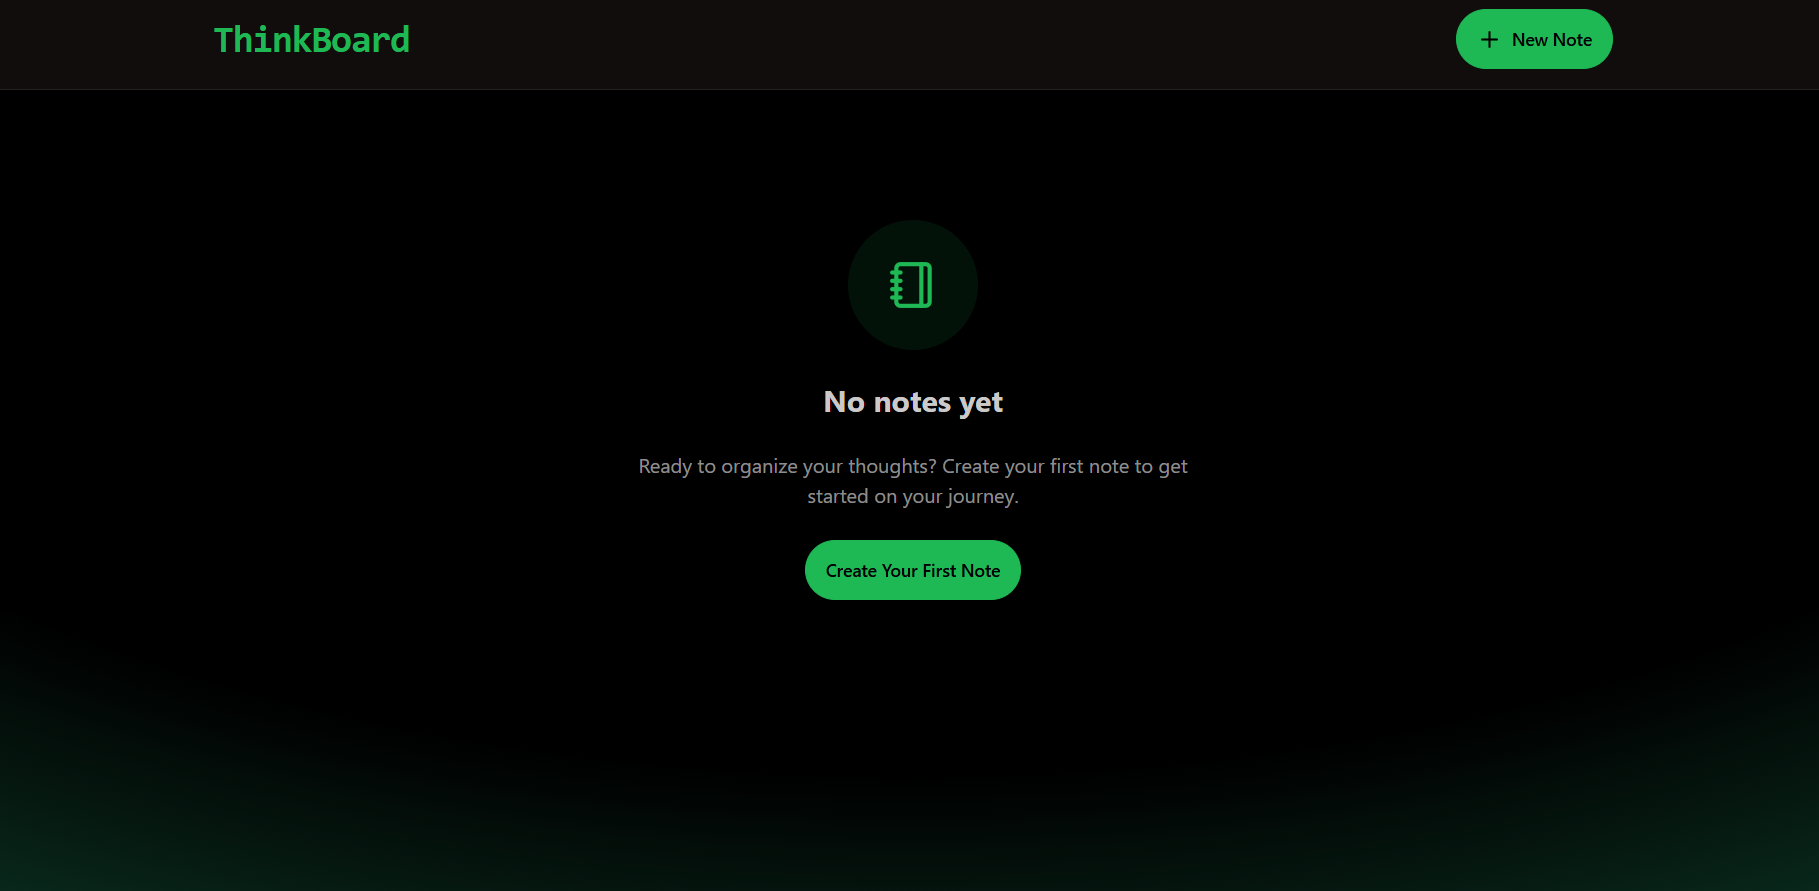 ThinkBoard
New Note
No notes yet
Ready to organize your thoughts? Create your first note to get
started on your journey.
Create Your First Note